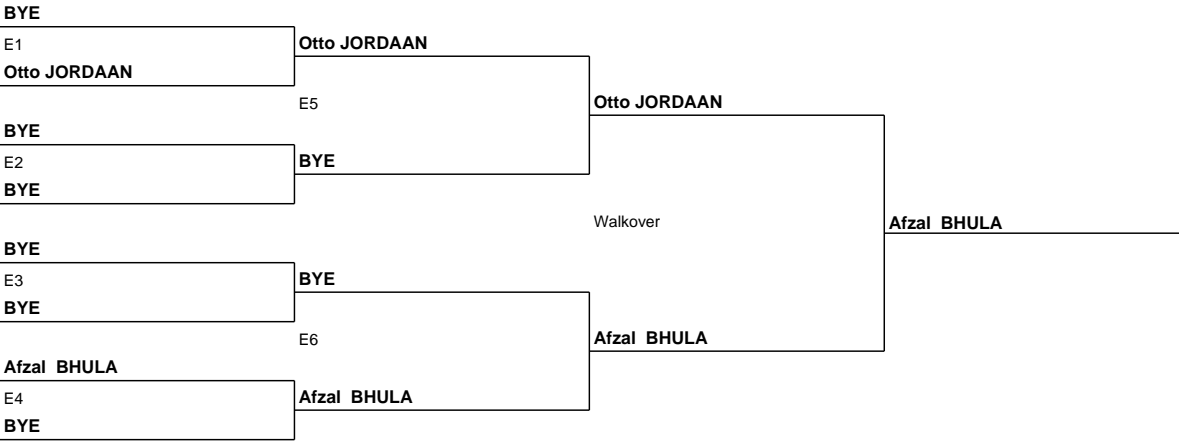 BYE
E1
Otto JORDAAN
Otto JORDAAN
E5
Otto JORDAAN
BYE
E2
BYE
BYE
Walkover
Afzal BHULA
BYE
E3
BYE
BYE
E6
Afzal BHULA
Afzal BHULA
E4
Afzal BHULA
BYE